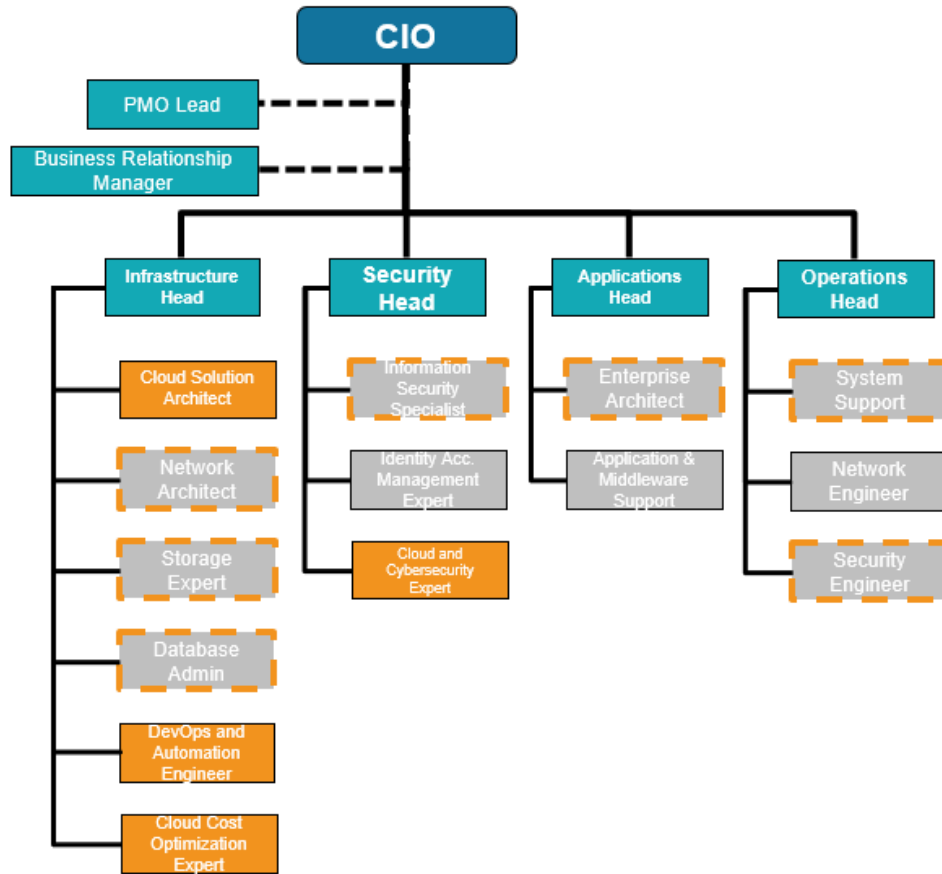 CIO
PMO Lead
Business Relationship
Manager
Infrastructure
Head
Security
Head
Applications
Head
Operations
Head
Cloud Solution
Architect
Network
Architect
Storage
Expert
Database
Admin
DevOps and
Automation
Engineer
Cloud Cost
Optimization
Expert
Information
Security
Specialist
Identity Acc.
Management
Expert
Cloud and
Cybersecurity
Expert
Enterprise
Architect
Application &
Middleware
Support
System
Support
Network
Engineer
Security
Engineer